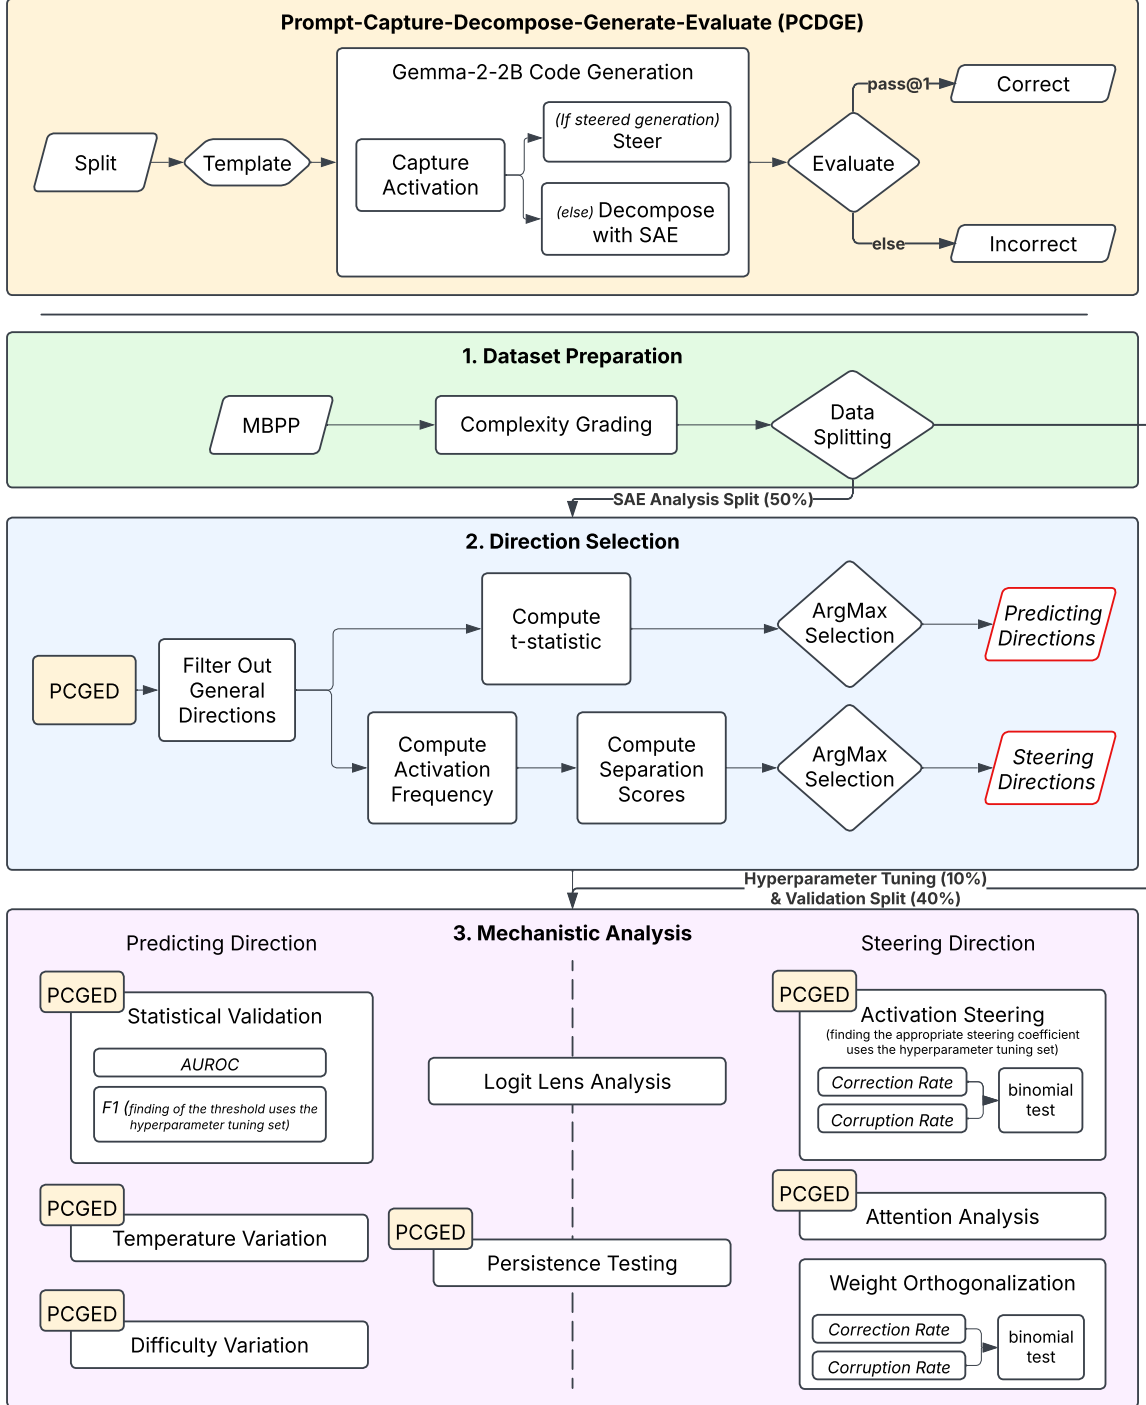 Prompt-Capture-Decompose-Generate-Evaluate (PCDGE)
Gemma-2-2B Code Generation
Split
Template
Capture
Activation
(If steered generation)
Steer
(else) Decompose
with SAE
Evaluate
pass@1
Correct
else
Incorrect
1. Dataset Preparation
MBPP
Complexity Grading
Data
Splitting
SAE Analysis Split (50%)
2. Direction Selection
PCGED
Filter Out
General
Directions
Compute
t-statistic
ArgMax
Selection
Predicting
Directions
Compute
Activation
Frequency
Compute
Separation
Scores
ArgMax
Selection
Steering
Directions
Hyperparameter Tuning (10%)
& Validation Split (40%)
3. Mechanistic Analysis
Predicting Direction
PCGED
Statistical Validation
AUROC
F1 (finding of the threshold uses the
hyperparameter tuning set)
PCGED
Temperature Variation
PCGED
Difficulty Variation
Logit Lens Analysis
PCGED
Persistence Testing
Steering Direction
PCGED
Activation Steering
(finding the appropriate steering coefficient
uses the hyperparameter tuning set)
Correction Rate
Corruption Rate
binomial
test
PCGED
Attention Analysis
Weight Orthogonalization
Correction Rate
Corruption Rate
binomial
test